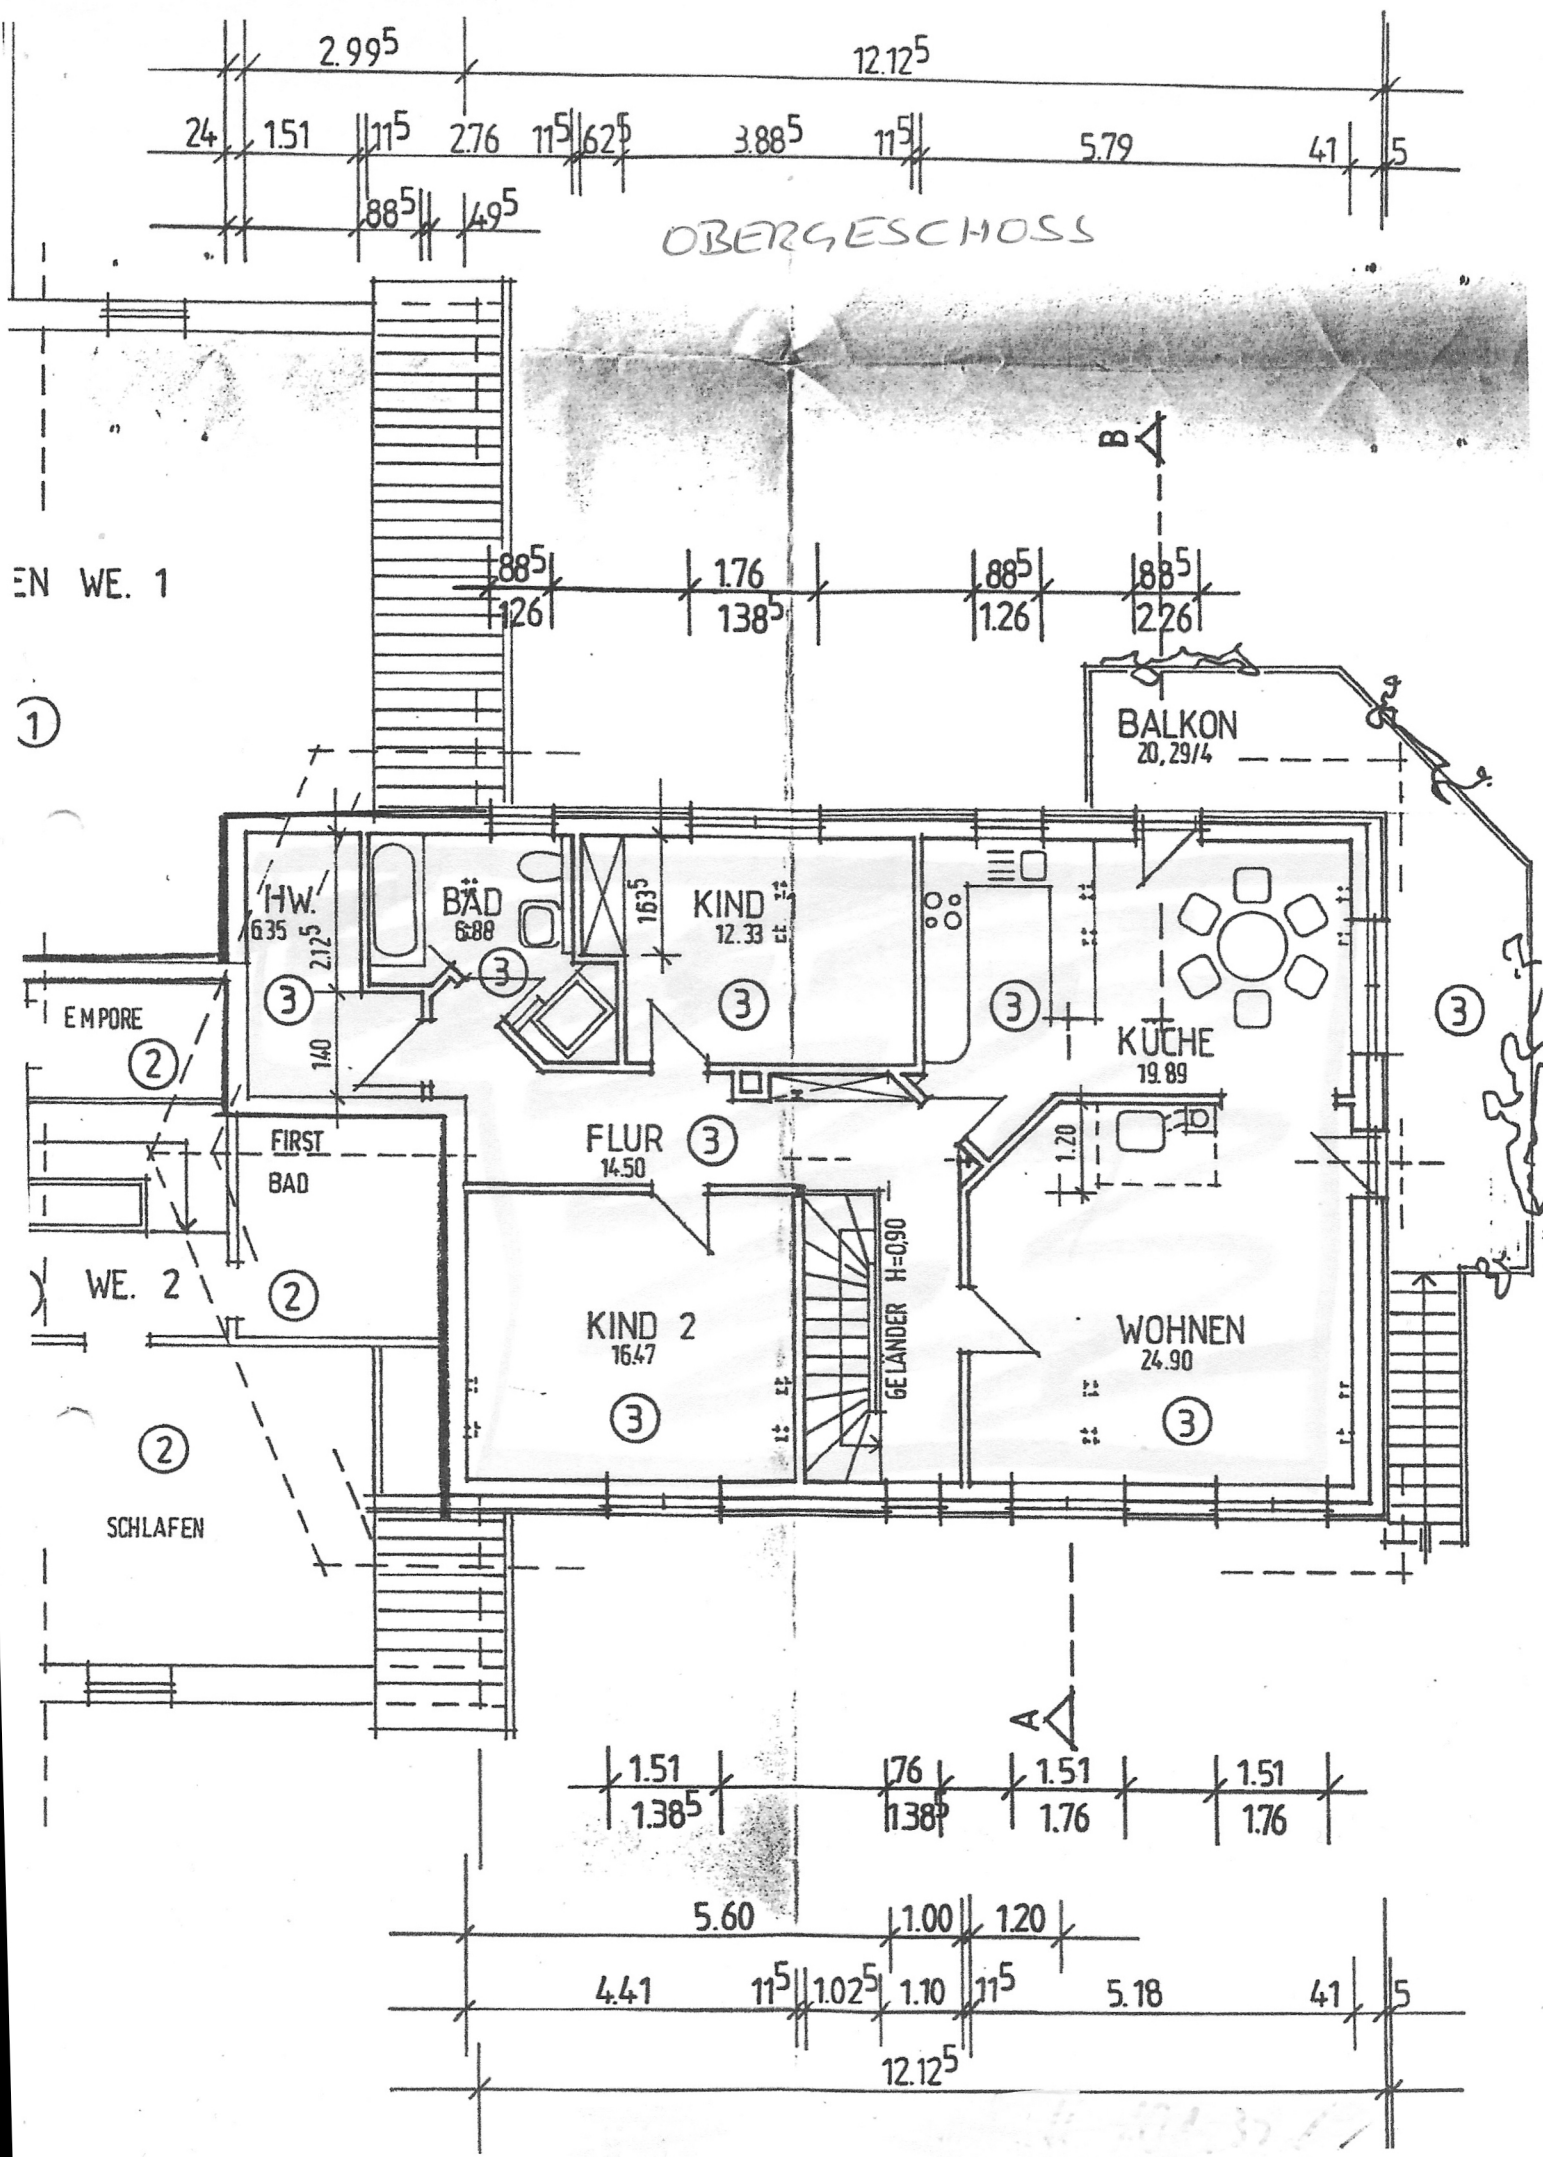 2.99⁵ 12.12⁵
24 1.51 11⁵ 2.76 11⁵ 62⁵ 3.88⁵ 11⁵ 5.79 41 5
88⁵ 49⁵
OBERGESCHOSS
B
88⁵ 1.76 88⁵ 88⁵
1.26 1.38⁵ 1.26 2.26
EN WE. 1
1
BALKON
20,29/4
HW.
6.35
2.12⁵
3
1.40
BAD
6.88
3
1.63⁵
KIND
12.33
3
3
KÜCHE
19.89
3
EMPORE
2
FIRST
BAD
FLUR 3
14.50
1.20
WE. 2
2
KIND 2
16.47
3
GELÄNDER H=0,90
WOHNEN
24.90
3
2
SCHLAFEN
A
1.51 76 1.51 1.51
1.38⁵ 1.38⁵ 1.76 1.76
5.60 1.00 1.20
4.41 11⁵ 1.02⁵ 1.10 11⁵ 5.18 41 5
12.12⁵